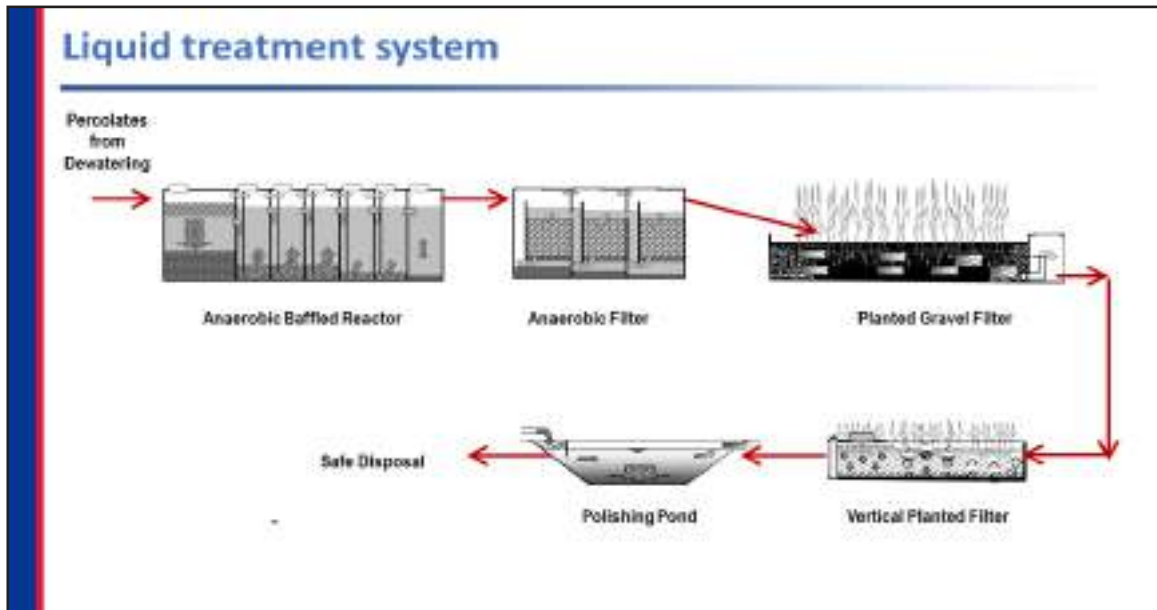 Liquid treatment system
Percolates
from
Dewatering
Anaerobic Baffled Reactor
Anaerobic Filter
Planted Gravel Filter
Safe Disposal
Polishing Pond
Vertical Planted Filter